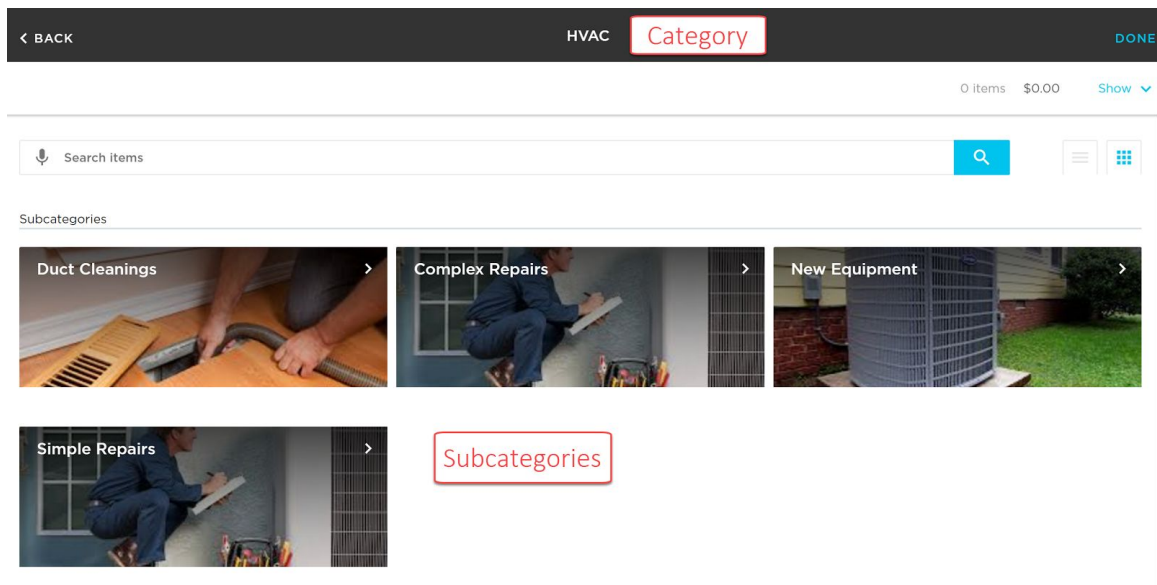 BACK
HVAC
Category
DONE
0 items $0.00 Show
Search items
Subcategories
Duct Cleanings
Complex Repairs
New Equipment
Simple Repairs
Subcategories